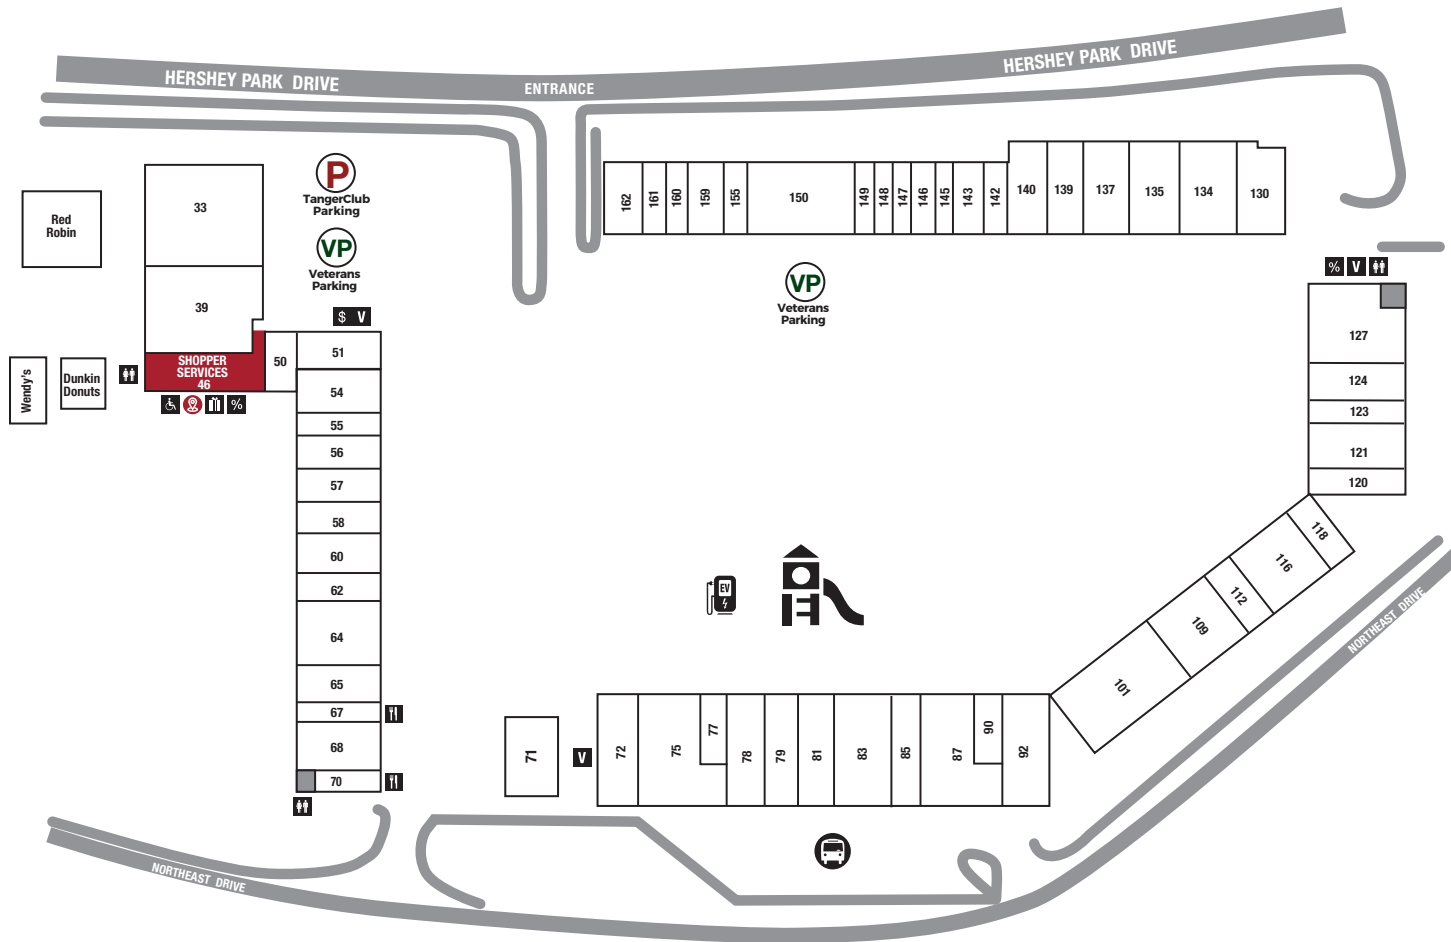 HERSHEY PARK DRIVE
ENTRANCE
HERSHEY PARK DRIVE
Red
Robin
33
39
P
TangerClub
Parking
VP
Veterans
Parking
$ V
SHOPPER
SERVICES
46
%
Wendy's
Dunkin
Donuts
50
51
54
55
56
57
58
60
62
64
65
67
68
70
162
161
160
159
155
150
149
148
147
146
145
143
142
140
139
137
135
134
130
VP
Veterans
Parking
% V
127
124
123
121
120
118
116
112
109
101
EV
71
V
72
75
77
78
79
81
83
85
87
90
92
NORTHEAST DRIVE
NORTHEAST DRIVE